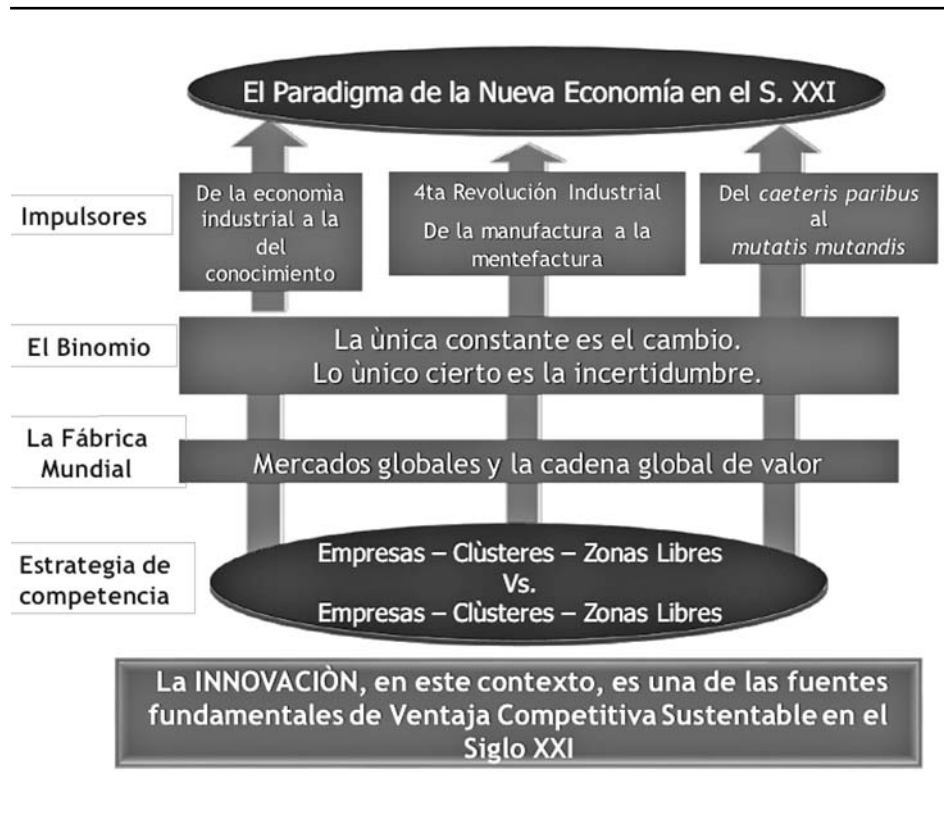 El Paradigma de la Nueva Economía en el S. XXI
Impulsores
De la economìa
industrial a la
del
conocimiento
4ta Revolución Industrial
De la manufactura a la
mentefactura
Del caeteris paribus
al
mutatis mutandis
El Binomio
La ùnica constante es el cambio.
Lo ùnico cierto es la incertidumbre.
La Fábrica
Mundial
Mercados globales y la cadena global de valor
Estrategia de
competencia
Empresas – Clùsteres – Zonas Libres
Vs.
Empresas – Clùsteres – Zonas Libres
La INNOVACIÒN, en este contexto, es una de las fuentes
fundamentales de Ventaja Competitiva Sustentable en el
Siglo XXI